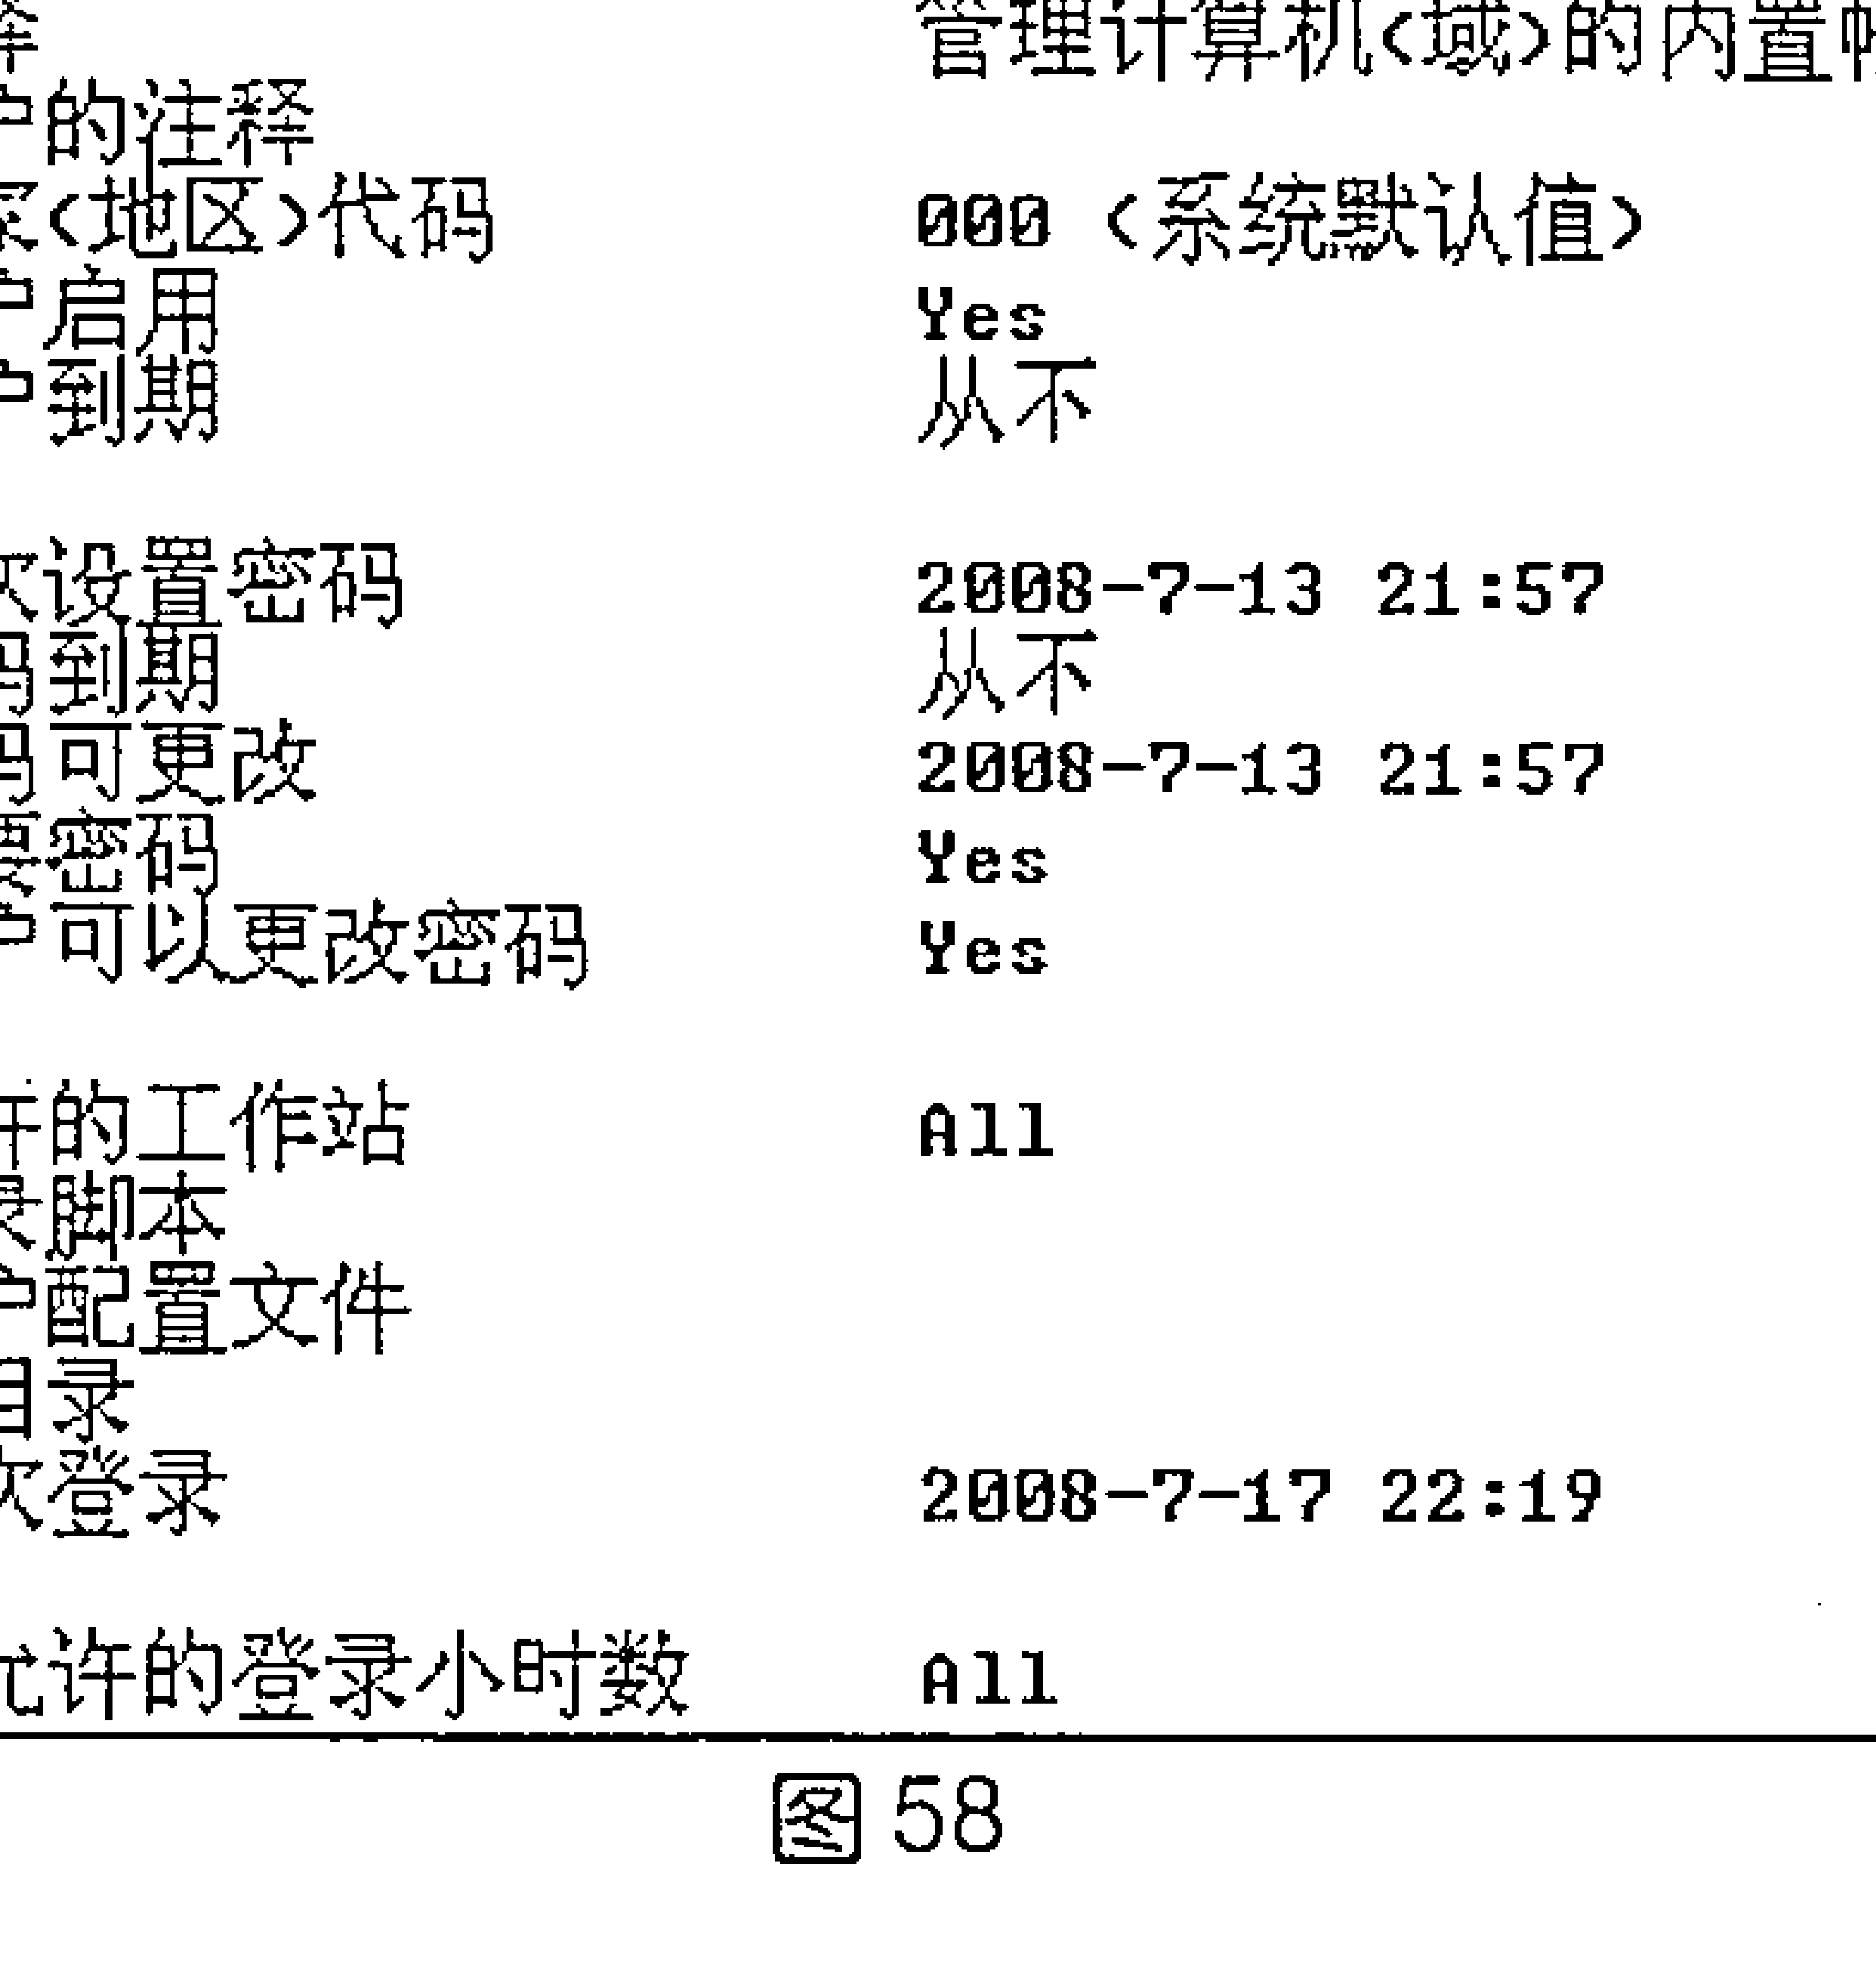 释 管理计算机(域)的内置帐
户的注释
家(地区)代码 000 (系统默认值)
户启用 Yes
户到期 从不
次设置密码 2008-7-13 21:57
码到期 从不
码可更改 2008-7-13 21:57
要密码 Yes
户可以更改密码 Yes
许的工作站 All
录脚本
户配置文件
目录
次登录 2008-7-17 22:19
允许的登录小时数 All
图 58